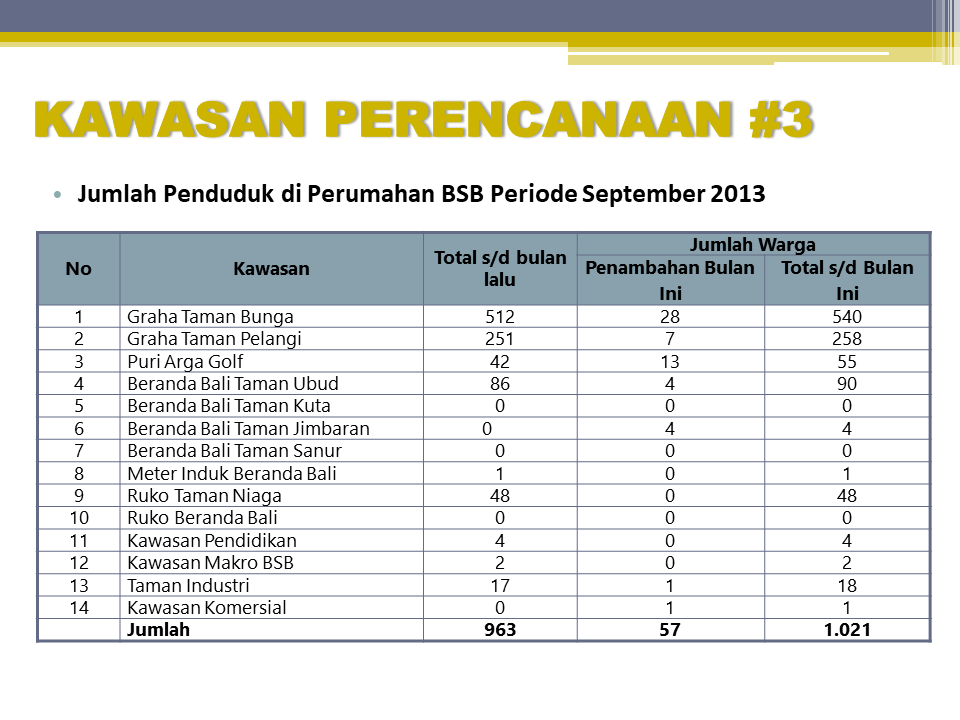 KAWASAN PERENCANAAN #3
• Jumlah Penduduk di Perumahan BSB Periode September 2013
No Kawasan Total s/d bulan lalu Jumlah Warga
Penambahan Bulan Ini Total s/d Bulan Ini
1 Graha Taman Bunga 512 28 540
2 Graha Taman Pelangi 251 7 258
3 Puri Arga Golf 42 13 55
4 Beranda Bali Taman Ubud 86 4 90
5 Beranda Bali Taman Kuta 0 0 0
6 Beranda Bali Taman Jimbaran 0 4 4
7 Beranda Bali Taman Sanur 0 0 0
8 Meter Induk Beranda Bali 1 0 1
9 Ruko Taman Niaga 48 0 48
10 Ruko Beranda Bali 0 0 0
11 Kawasan Pendidikan 4 0 4
12 Kawasan Makro BSB 2 0 2
13 Taman Industri 17 1 18
14 Kawasan Komersial 0 1 1
Jumlah 963 57 1.021